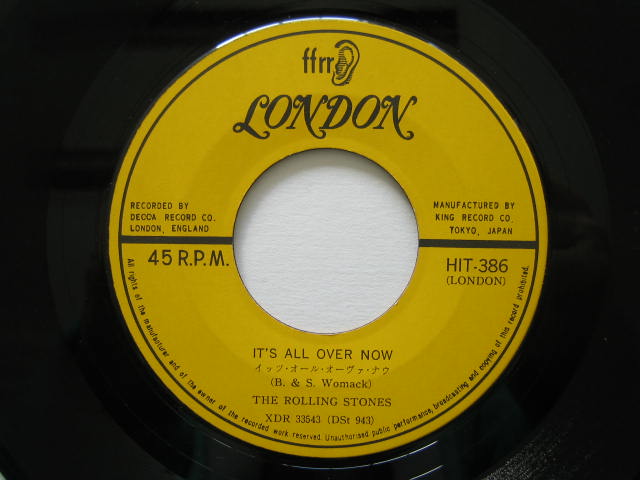 ffrr
LONDON
RECORDED BY
DECCA RECORD CO.
LONDON, ENGLAND
MANUFACTURED BY
KING RECORD CO.
TOKYO, JAPAN
45 R.P.M.
HIT-386
(LONDON)
IT'S ALL OVER NOW
イッツ・オール・オーヴァ・ナウ
(B. & S. Womack)
THE ROLLING STONES
XDR 33543 (DSt 943)
All rights of the manufacturer and of the owner of the recorded work reserved. Unauthorised public performance, broadcasting and copying of this record prohibited.